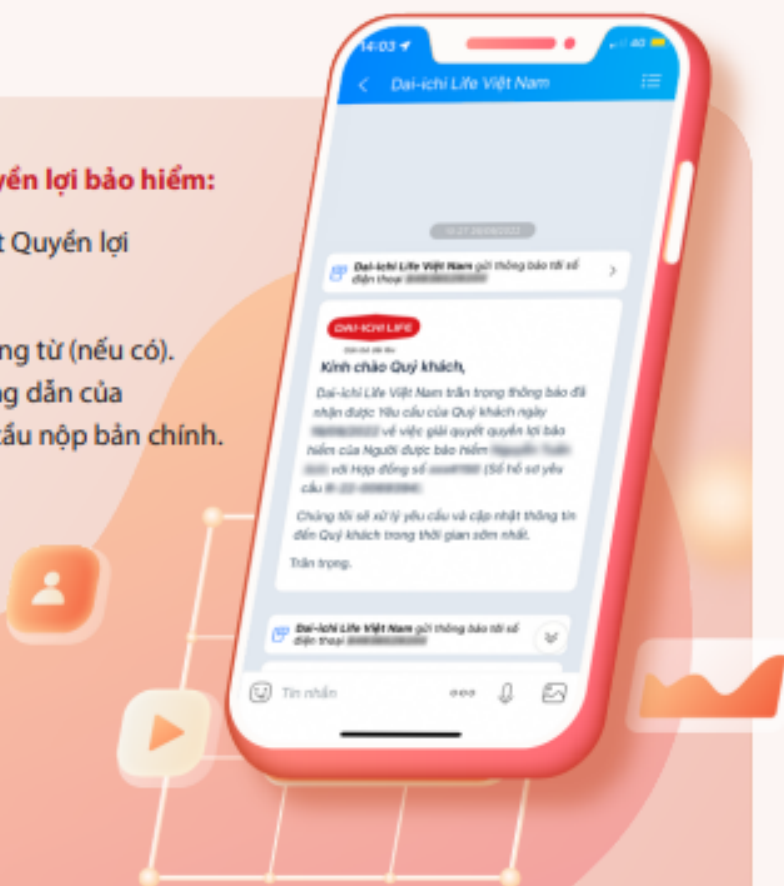 yền lợi bảo hiểm:
t Quyền lợi
ng từ (nếu có).
ng dẫn của
cầu nộp bản chính.
14:03
4G
Dai-ichi Life Việt Nam
Dai-ichi Life Việt Nam gửi thông báo tới số
điện thoại
DAI-ICHI LIFE
Kính chào Quý khách,
Dai-ichi Life Việt Nam trân trọng thông báo đã
nhận được Yêu cầu của Quý khách ngày
về việc giải quyết quyền lợi bảo
hiểm của Người được bảo hiểm
với Hợp đồng số (Số hồ sơ yêu
cầu
Chúng tôi sẽ xử lý yêu cầu và cập nhật thông tin
đến Quý khách trong thời gian sớm nhất.
Trân trọng.
Dai-ichi Life Việt Nam gửi thông báo tới số
điện thoại
Tin nhắn